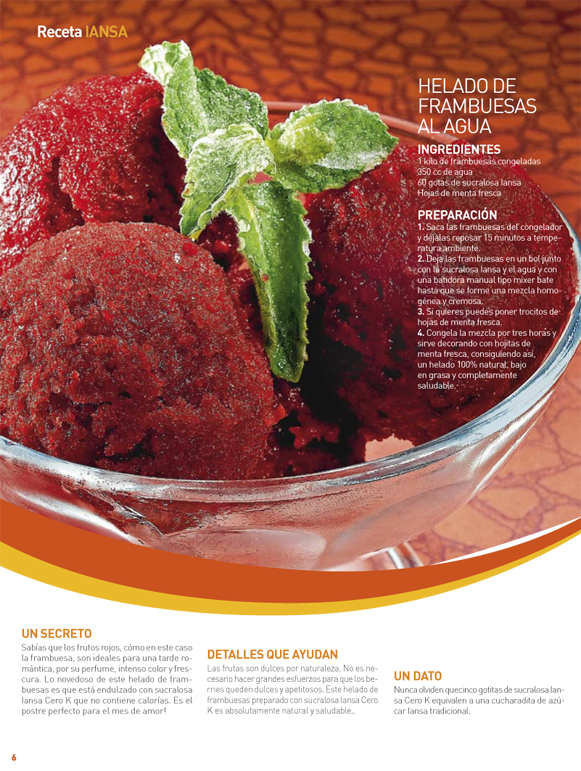 Receta IANSA
HELADO DE
FRAMBUESAS
AL AGUA
INGREDIENTES
1 kilo de frambuesas congeladas
350 cc de agua
60 gotas de sucralosa Iansa
Hojas de menta fresca
PREPARACIÓN
1. Saca las frambuesas del congelador
y déjalas reposar 15 minutos a tempe-
ratura ambiente.
2. Deja las frambuesas en un bol junto
con la sucralosa Iansa y el agua y con
una batidora manual tipo mixer bate
hasta que se forme una mezcla homo-
génea y cremosa.
3. Si quieres puedes poner trocitos de
hojas de menta fresca.
4. Congela la mezcla por tres horas y
sirve decorando con hojitas de
menta fresca, consiguiendo así,
un helado 100% natural, bajo
en grasa y completamente
saludable.
UN SECRETO
Sabías que los frutos rojos, cómo en este caso
la frambuesa, son ideales para una tarde ro-
mántica, por su perfume, intenso color y fres-
cura. Lo novedoso de este helado de fram-
buesas es que está endulzado con sucralosa
Iansa Cero K que no contiene calorías. Es el
postre perfecto para el mes de amor!
DETALLES QUE AYUDAN
Las frutas son dulces por naturaleza. No es ne-
cesario hacer grandes esfuerzos para que los be-
rries queden dulces y apetitosos. Este helado de
frambuesas preparado con sucralosa Iansa Cero
K es absolutamente natural y saludable..
UN DATO
Nunca olviden quecinco gotitas de sucralosa Ian-
sa Cero K equivalen a una cucharadita de azú-
car Iansa tradicional.
6